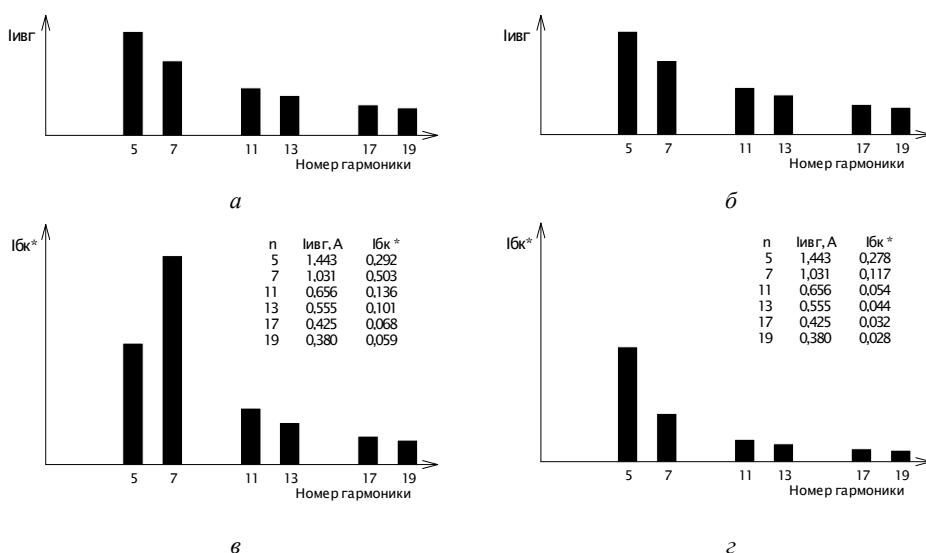 Iивг
5 7 11 13 17 19
Номер гармоники
а
Iивг
5 7 11 13 17 19
Номер гармоники
б
Iбк*
n Iивг, А Iбк *
5 1,443 0,292
7 1,031 0,503
11 0,656 0,136
13 0,555 0,101
17 0,425 0,068
19 0,380 0,059
5 7 11 13 17 19
Номер гармоники
в
Iбк*
n Iивг, А Iбк *
5 1,443 0,278
7 1,031 0,117
11 0,656 0,054
13 0,555 0,044
17 0,425 0,032
19 0,380 0,028
5 7 11 13 17 19
Номер гармоники
г